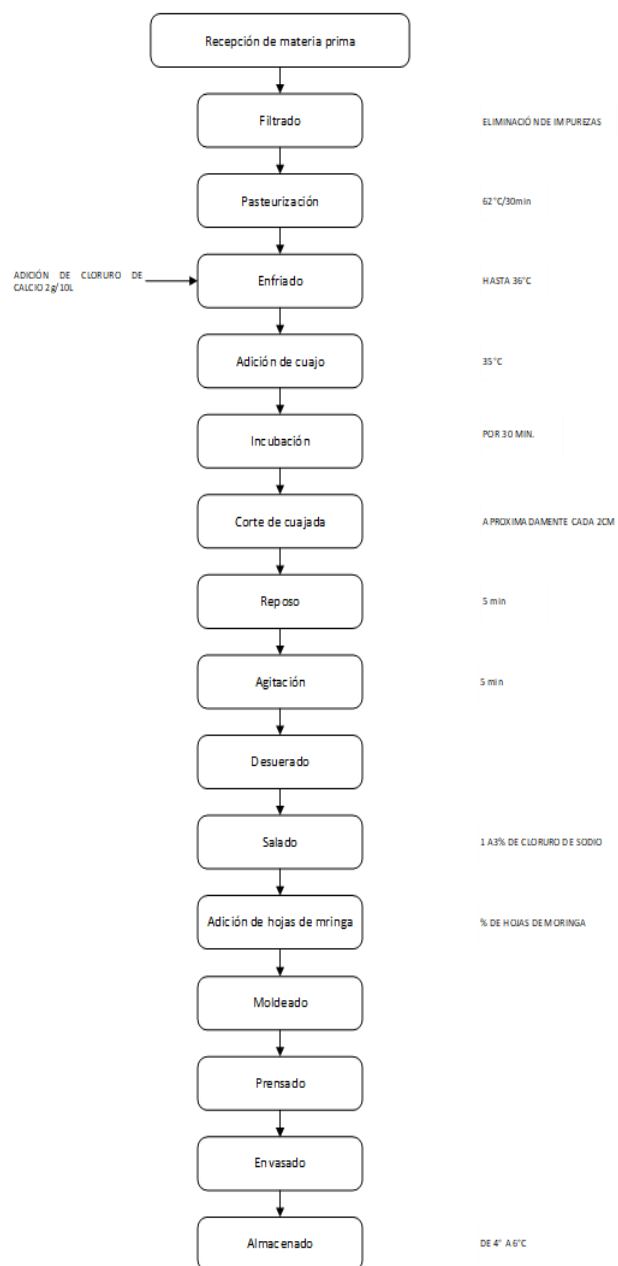 Recepción de materia prima
Filtrado
ELIMINACIÓN DE IMPUREZAS
Pasteurización
62°C/30min
ADICIÓN DE CLORURO DE
CALCIO 2g/10L
Enfriado
HASTA 36°C
Adición de cuajo
35°C
Incubación
POR 30 MIN.
Corte de cuajada
APROXIMADAMENTE CADA 2CM
Reposo
5 min
Agitación
5 min
Desuerado
Salado
1 A3% DE CLORURO DE SODIO
Adición de hojas de mringa
% DE HOJAS DE MORINGA
Moldeado
Prensado
Envasado
Almacenado
DE 4° A 6°C